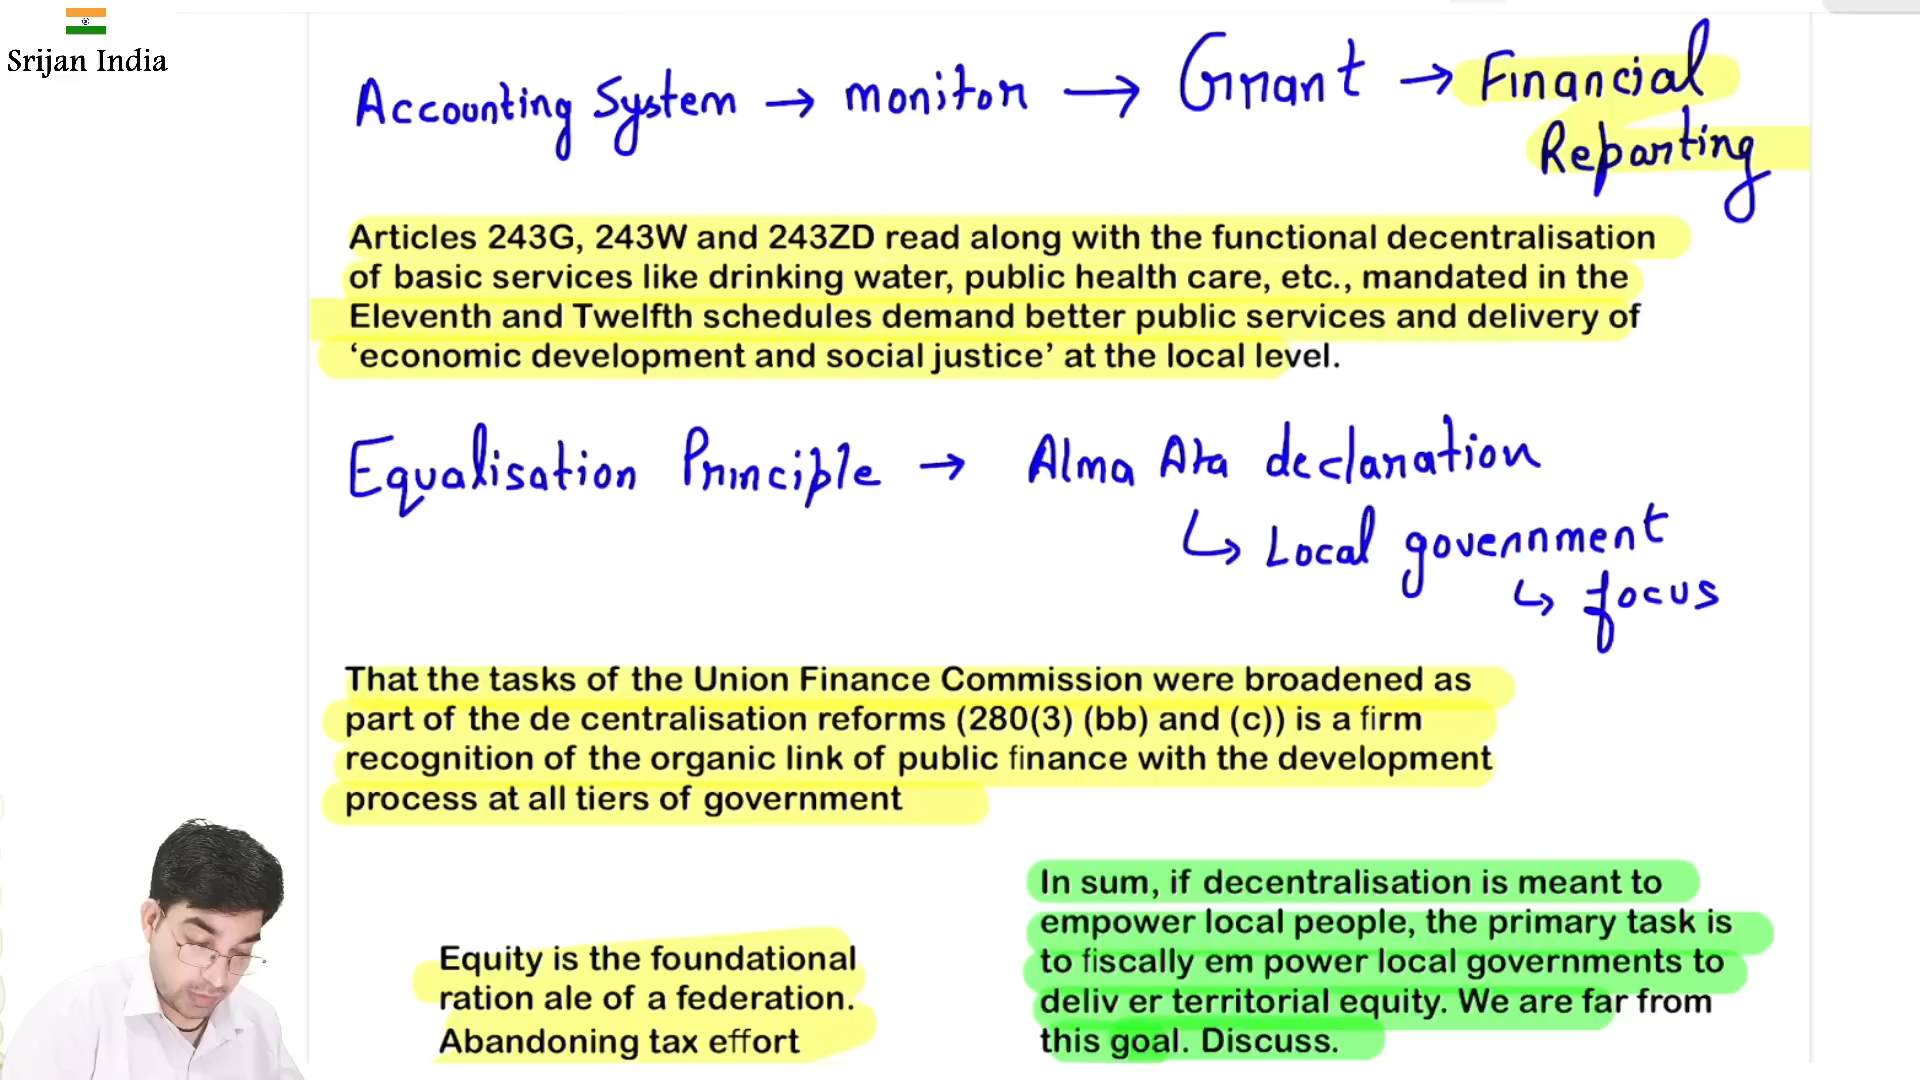 Srijan India
Accounting System → monitor → Grant → Financial
Reporting
Articles 243G, 243W and 243ZD read along with the functional decentralisation
of basic services like drinking water, public health care, etc., mandated in the
Eleventh and Twelfth schedules demand better public services and delivery of
‘economic development and social justice’ at the local level.
Equalisation Principle → Alma Ata declaration
↳ Local government
↳ focus
That the tasks of the Union Finance Commission were broadened as
part of the de centralisation reforms (280(3) (bb) and (c)) is a firm
recognition of the organic link of public finance with the development
process at all tiers of government
Equity is the foundational
ration ale of a federation.
Abandoning tax effort
In sum, if decentralisation is meant to
empower local people, the primary task is
to fiscally em power local governments to
deliv er territorial equity. We are far from
this goal. Discuss.